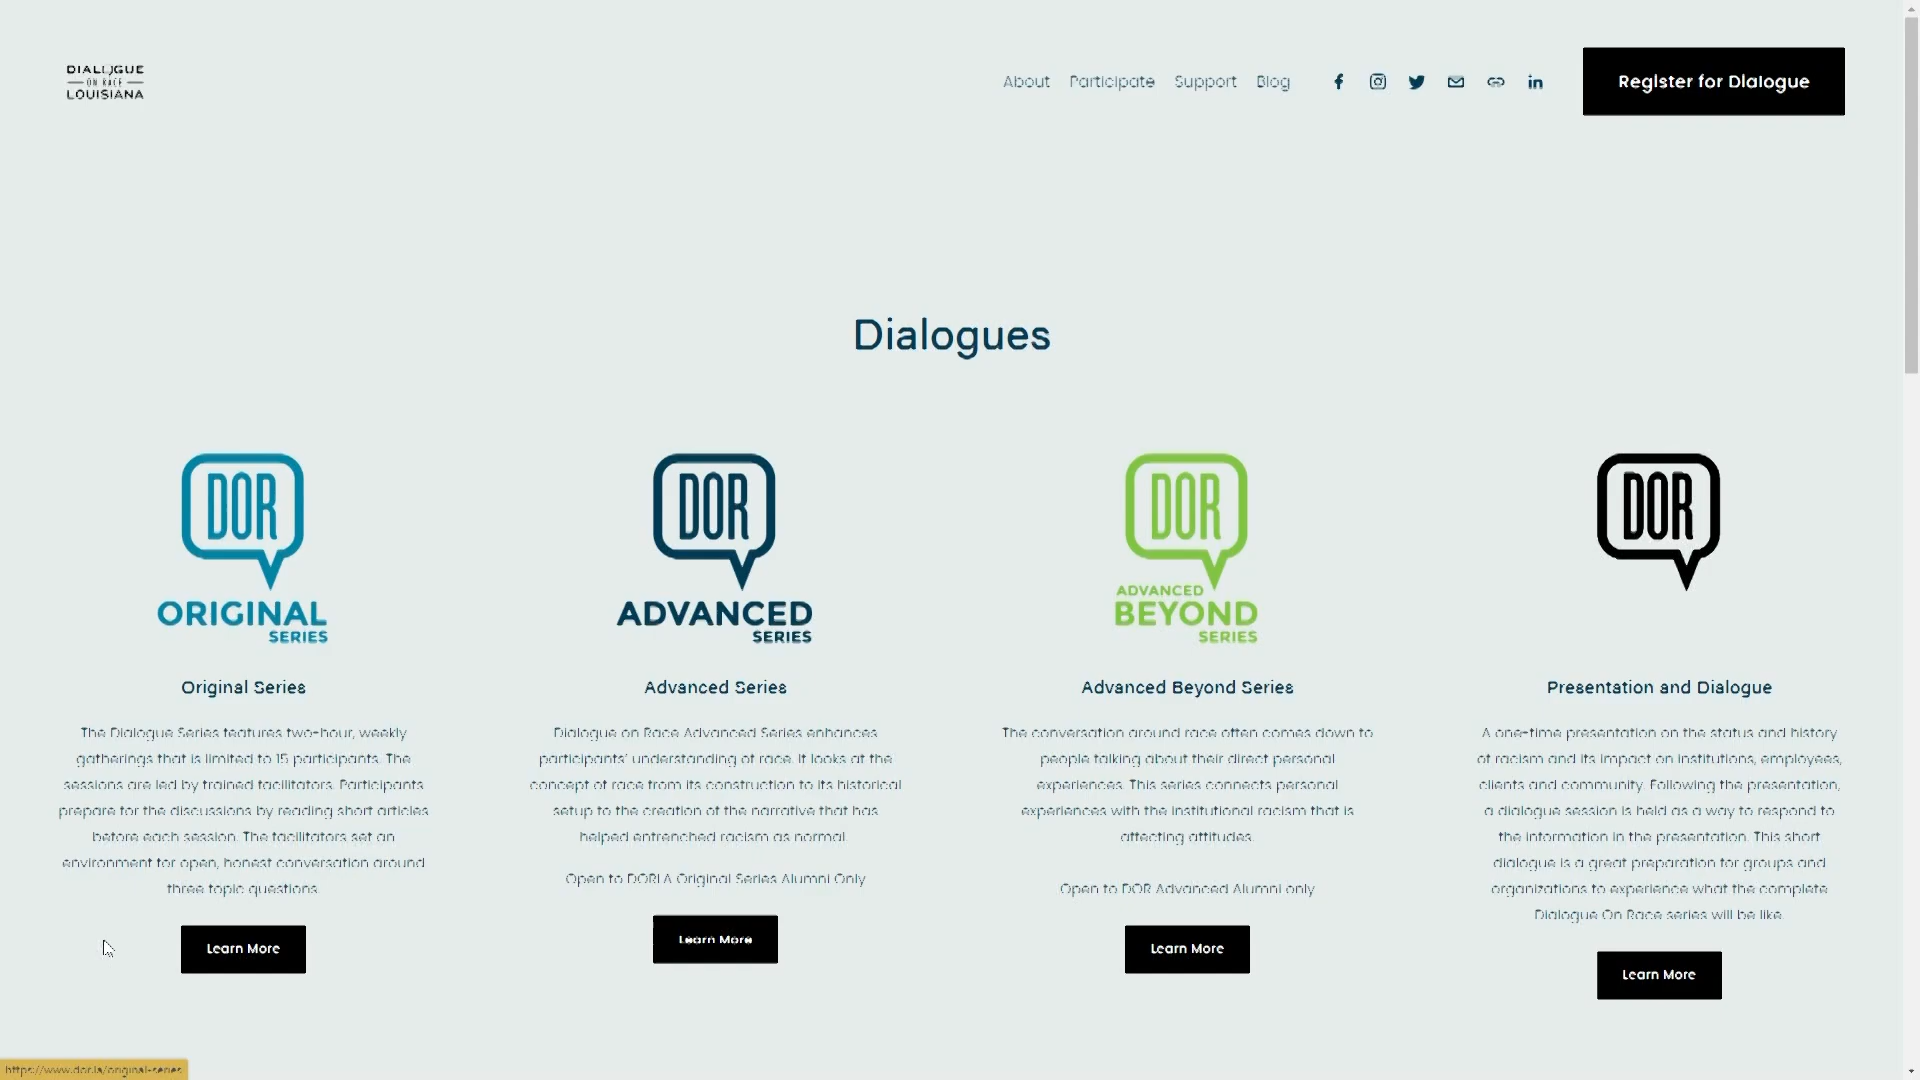 DIALOGUE
ON RACE
LOUISIANA
About Participate Support Blog
Register for Dialogue
Dialogues
DOR
ORIGINAL
SERIES
DOR
ADVANCED
SERIES
DOR
ADVANCED
BEYOND
SERIES
DOR
Original Series
The Dialogue Series features two-hour, weekly
gatherings that is limited to 15 participants. The
sessions are led by trained facilitators. Participants
prepare for the discussions by reading short articles
before each session. The facilitators set an
environment for open, honest conversation around
three topic questions.
Learn More
Advanced Series
Dialogue on Race Advanced Series enhances
participants' understanding of race. It looks at the
concept of race from its construction to its historical
setup to the creation of the narrative that has
helped entrenched racism as normal.
Open to DORLA Original Series Alumni Only
Learn More
Advanced Beyond Series
The conversation around race often comes down to
people talking about their direct personal
experiences. This series connects personal
experiences with the institutional racism that is
affecting attitudes.
Open to DOR Advanced Alumni only
Learn More
Presentation and Dialogue
A one-time presentation on the status and history
of racism and its impact on institutions, employees,
clients and community. Following the presentation,
a dialogue session is held as a way to respond to
the information in the presentation. This short
dialogue is a great preparation for groups and
organizations to experience what the complete
Dialogue On Race series will be like.
Learn More
https://www.dor.la/original-series